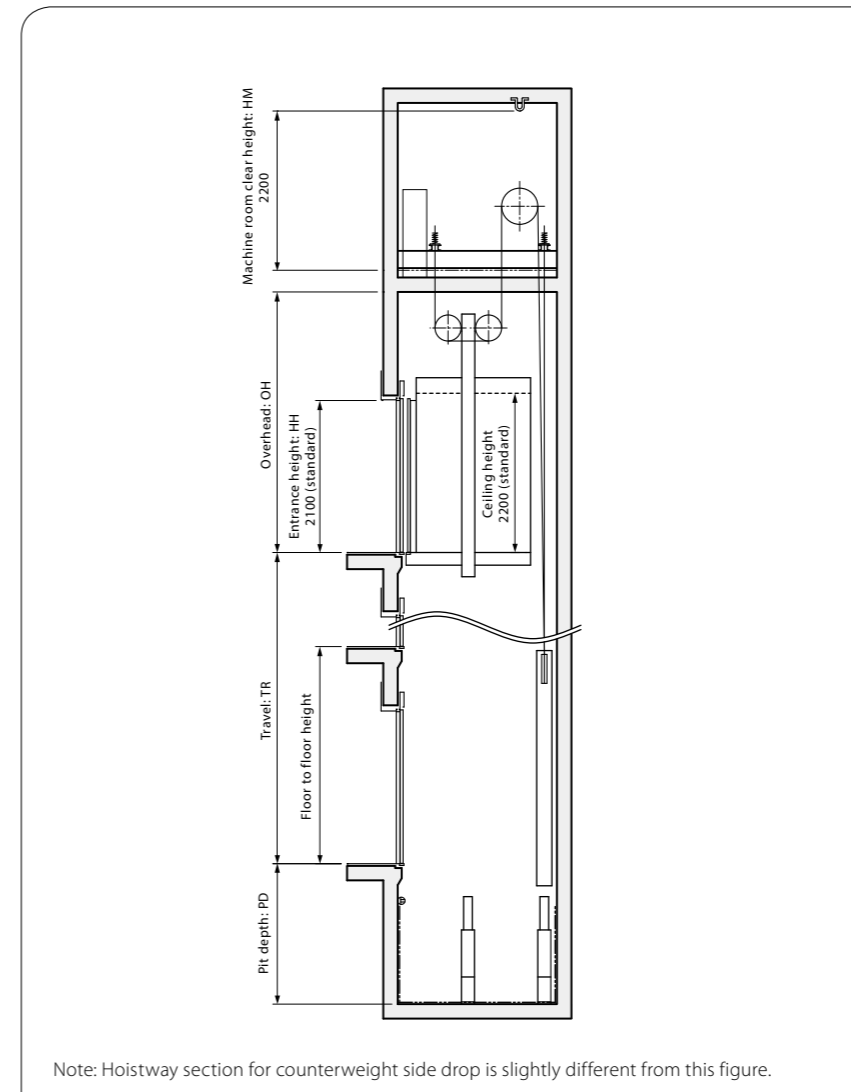 Machine room clear height: HM
2200
Overhead: OH
Entrance height: HH
2100 (standard)
Ceiling height
2200 (standard)
Travel: TR
Floor to floor height
Pit depth: PD
Note: Hoistway section for counterweight side drop is slightly different from this figure.